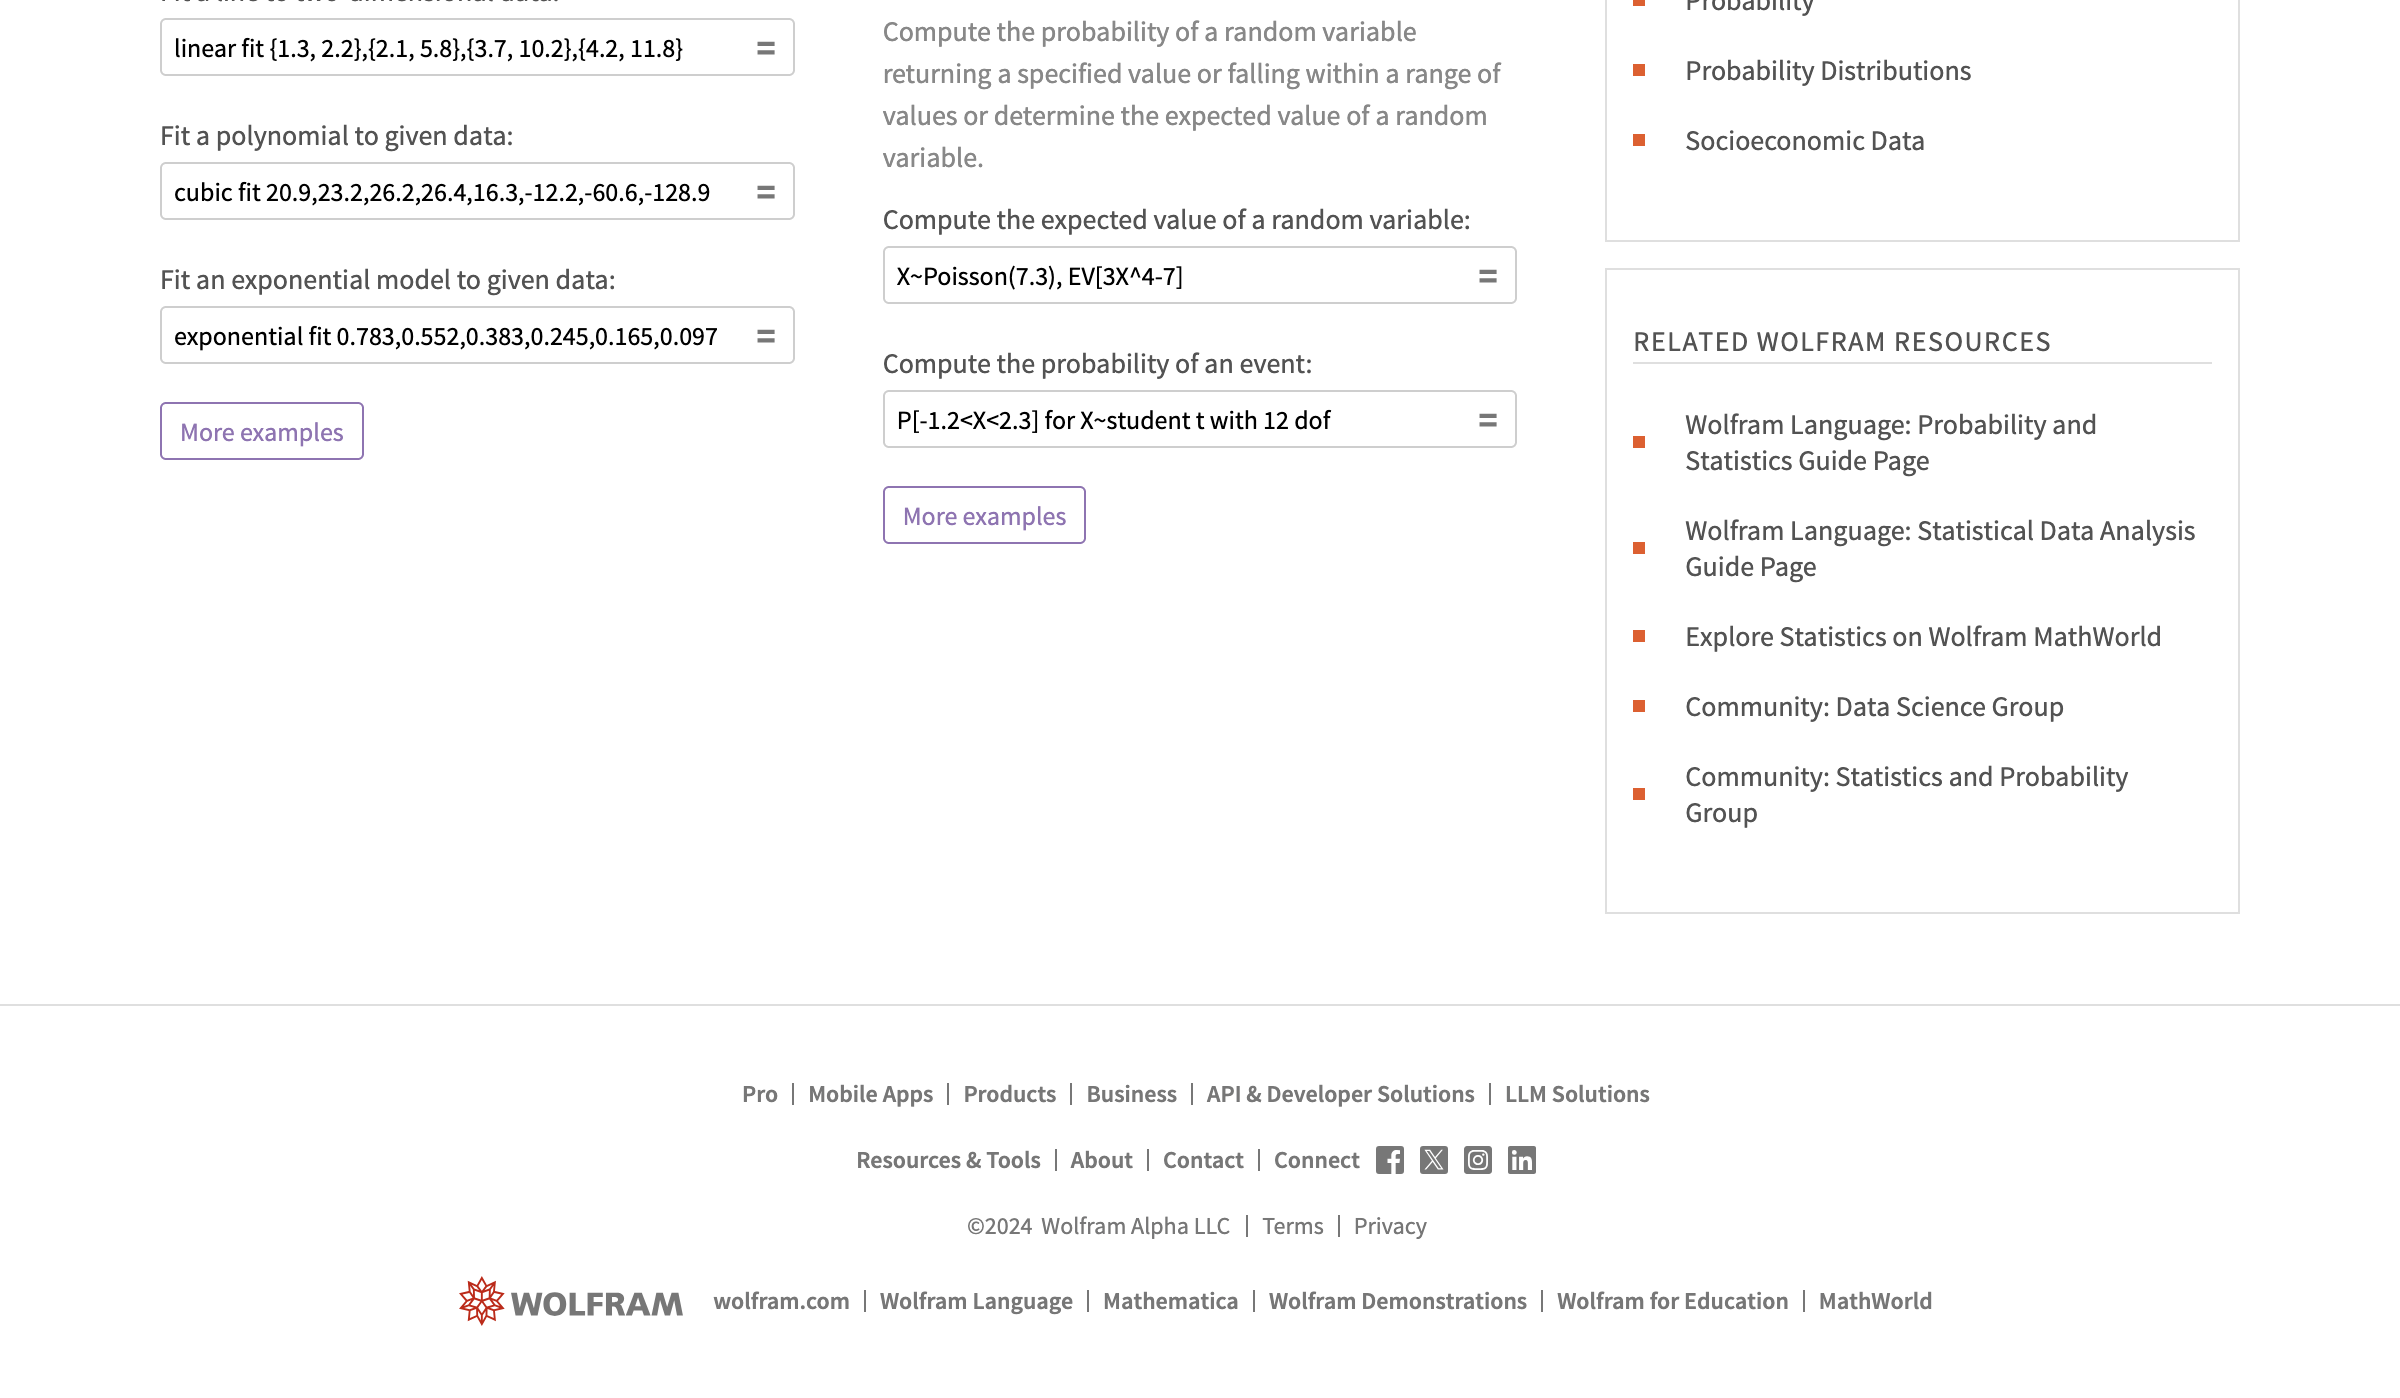 Fit a line to two-dimensional data:
linear fit {1.3, 2.2},{2.1, 5.8},{3.7, 10.2},{4.2, 11.8}
=
Fit a polynomial to given data:
cubic fit 20.9,23.2,26.2,26.4,16.3,-12.2,-60.6,-128.9
=
Fit an exponential model to given data:
exponential fit 0.783,0.552,0.383,0.245,0.165,0.097
=
More examples
Compute the probability of a random variable
returning a specified value or falling within a range of
values or determine the expected value of a random
variable.
Compute the expected value of a random variable:
X~Poisson(7.3), EV[3X^4-7]
=
Compute the probability of an event:
P[-1.2<X<2.3] for X~student t with 12 dof
=
More examples
Probability
Probability Distributions
Socioeconomic Data
RELATED WOLFRAM RESOURCES
Wolfram Language: Probability and
Statistics Guide Page
Wolfram Language: Statistical Data Analysis
Guide Page
Explore Statistics on Wolfram MathWorld
Community: Data Science Group
Community: Statistics and Probability
Group
Pro | Mobile Apps | Products | Business | API & Developer Solutions | LLM Solutions
Resources & Tools | About | Contact | Connect
©2024 Wolfram Alpha LLC | Terms | Privacy
WOLFRAM wolfram.com | Wolfram Language | Mathematica | Wolfram Demonstrations | Wolfram for Education | MathWorld